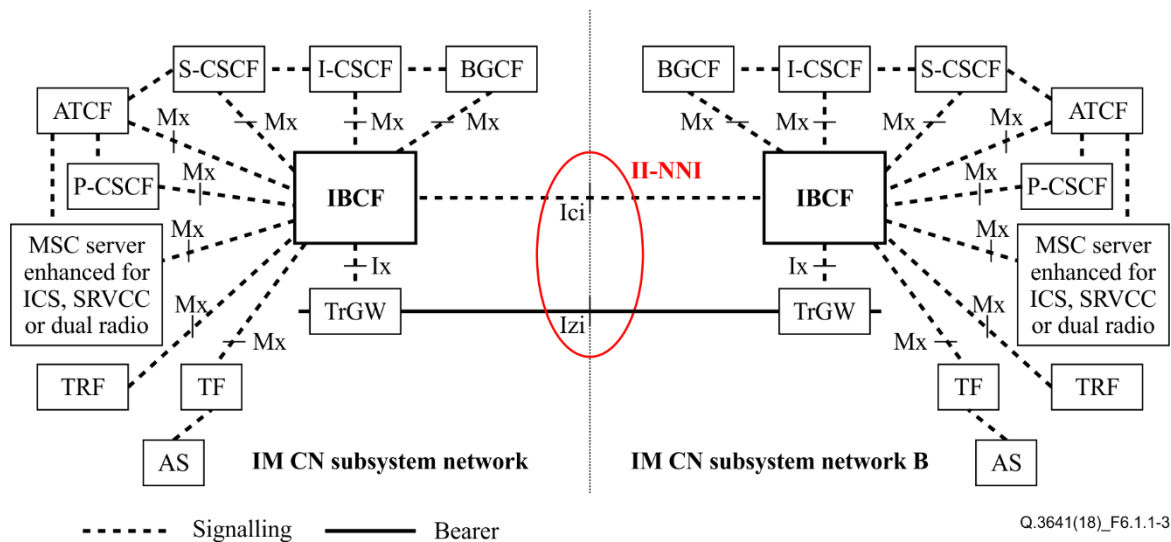 S-CSCF
I-CSCF
BGCF
BGCF
I-CSCF
S-CSCF
ATCF
Mx
Mx
Mx
Mx
Mx
Mx
Mx
Mx
ATCF
P-CSCF
Mx
IBCF
II-NNI
IBCF
Mx
P-CSCF
Ici
MSC server
enhanced for
ICS, SRVCC
or dual radio
Mx
Mx
MSC server
enhanced for
ICS, SRVCC
or dual radio
Ix
Ix
Mx
TrGW
Izi
TrGW
Mx
Mx
Mx
TRF
TF
TF
TRF
AS
IM CN subsystem network
IM CN subsystem network B
AS
Signalling
Bearer
Q.3641(18)_F6.1.1-3